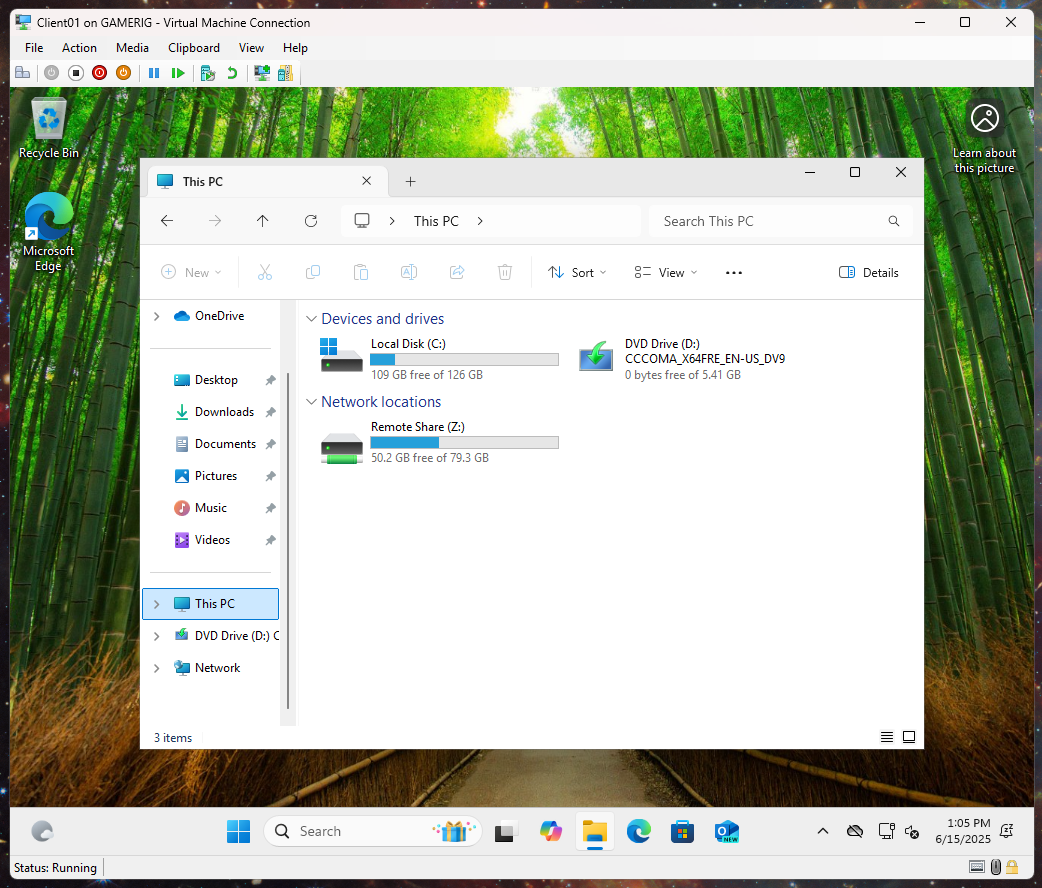 Client01 on GAMERIG - Virtual Machine Connection
File Action Media Clipboard View Help
Recycle Bin
Learn about
this picture
Microsoft
Edge
This PC
This PC
Search This PC
New
Sort
View
Details
OneDrive
Desktop
Downloads
Documents
Pictures
Music
Videos
This PC
DVD Drive (D:) C
Network
Devices and drives
Local Disk (C:)
109 GB free of 126 GB
DVD Drive (D:)
CCCOMA_X64FRE_EN-US_DV9
0 bytes free of 5.41 GB
Network locations
Remote Share (Z:)
50.2 GB free of 79.3 GB
3 items
Search
NEW
1:05 PM
6/15/2025
Status: Running